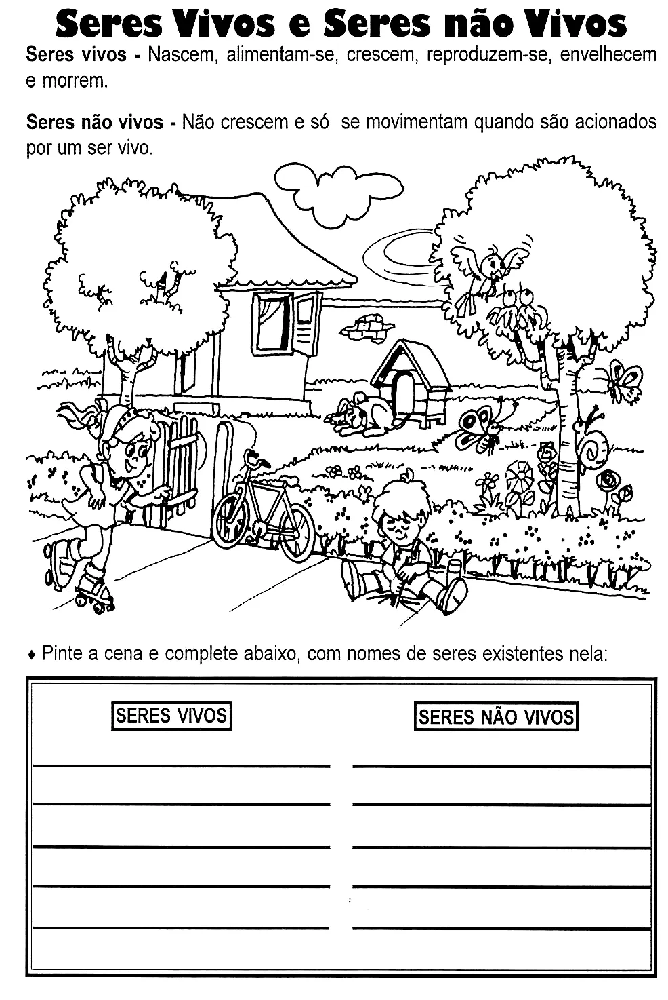 Seres Vivos e Seres não Vivos
Seres vivos - Nascem, alimentam-se, crescem, reproduzem-se, envelhecem
e morrem.
Seres não vivos - Não crescem e só se movimentam quando são acionados
por um ser vivo.
♦ Pinte a cena e complete abaixo, com nomes de seres existentes nela:
SERES VIVOS
SERES NÃO VIVOS